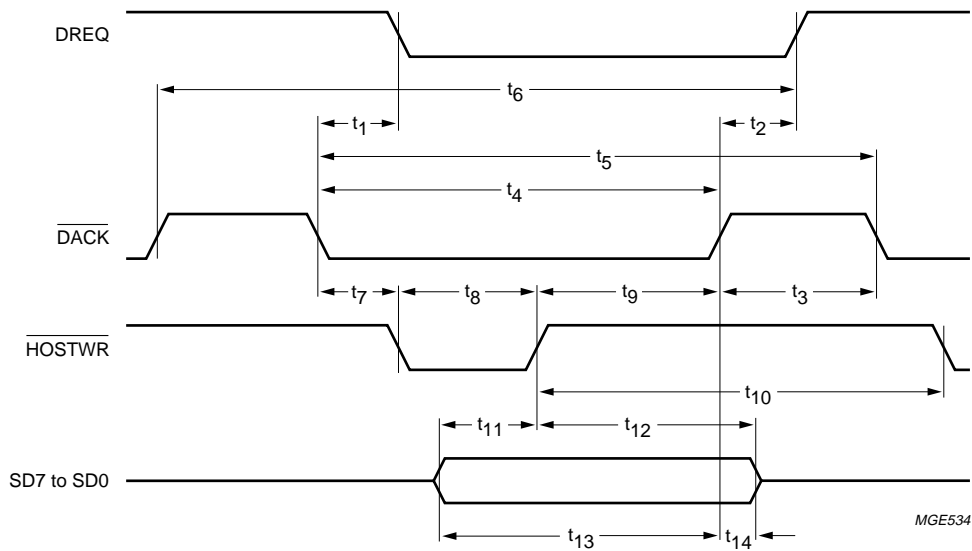 DREQ
t6
t1
t2
t5
t4
DACK
t7
t8
t9
t3
HOSTWR
t10
t11
t12
SD7 to SD0
MGE534
t13
t14